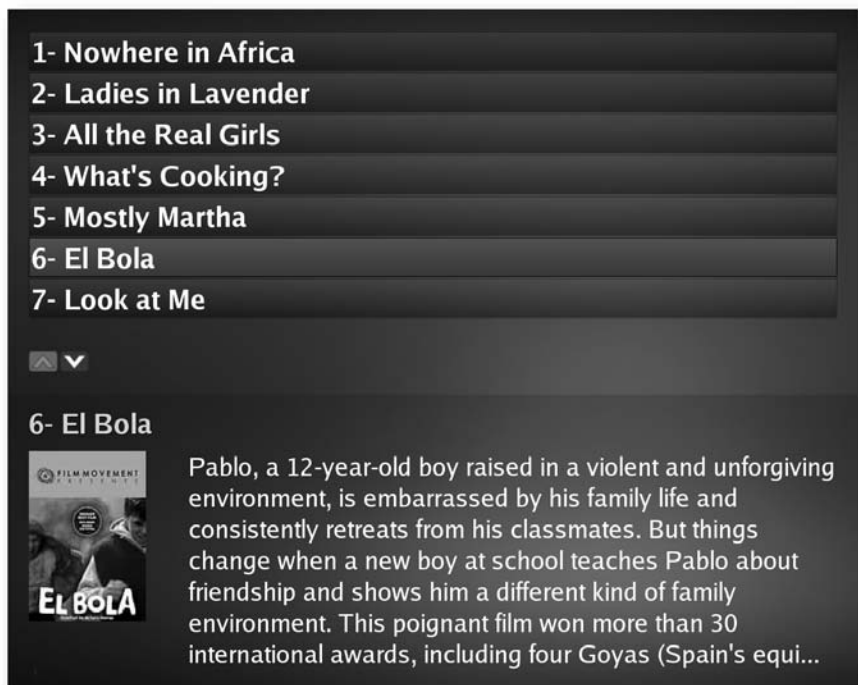 1- Nowhere in Africa
2- Ladies in Lavender
3- All the Real Girls
4- What's Cooking?
5- Mostly Martha
6- El Bola
7- Look at Me
6- El Bola
FILM MOVEMENT
PRESENTS
EL BOLA
Pablo, a 12-year-old boy raised in a violent and unforgiving
environment, is embarrassed by his family life and
consistently retreats from his classmates. But things
change when a new boy at school teaches Pablo about
friendship and shows him a different kind of family
environment. This poignant film won more than 30
international awards, including four Goyas (Spain's equi...